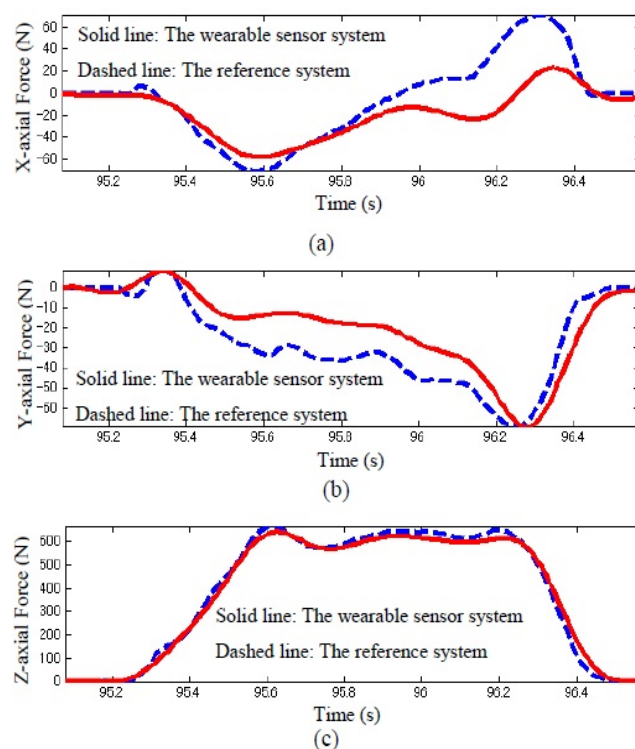 Solid line: The wearable sensor system
Dashed line: The reference system
X-axial Force (N)
60
40
20
0
-20
-40
-60
95.2 95.4 95.6 95.8 96 96.2 96.4
Time (s)
(a)
Y-axial Force (N)
0
-10
-20
-30
-40
-50
-60
Solid line: The wearable sensor system
Dashed line: The reference system
95.2 95.4 95.6 95.8 96 96.2 96.4
Time (s)
(b)
Z-axial Force (N)
600
500
400
300
200
100
0
Solid line: The wearable sensor system
Dashed line: The reference system
95.2 95.4 95.6 95.8 96 96.2 96.4
Time (s)
(c)